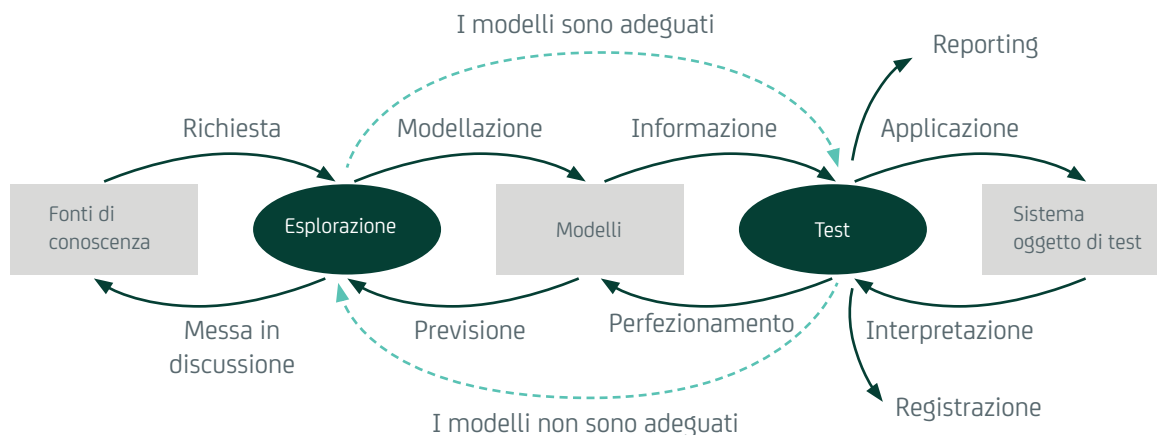 I modelli sono adeguati
Reporting
Richiesta
Modellazione
Informazione
Applicazione
Fonti di
conoscenza
Esplorazione
Modelli
Test
Sistema
oggetto di test
Messa in
discussione
Previsione
Perfezionamento
Interpretazione
I modelli non sono adeguati
Registrazione